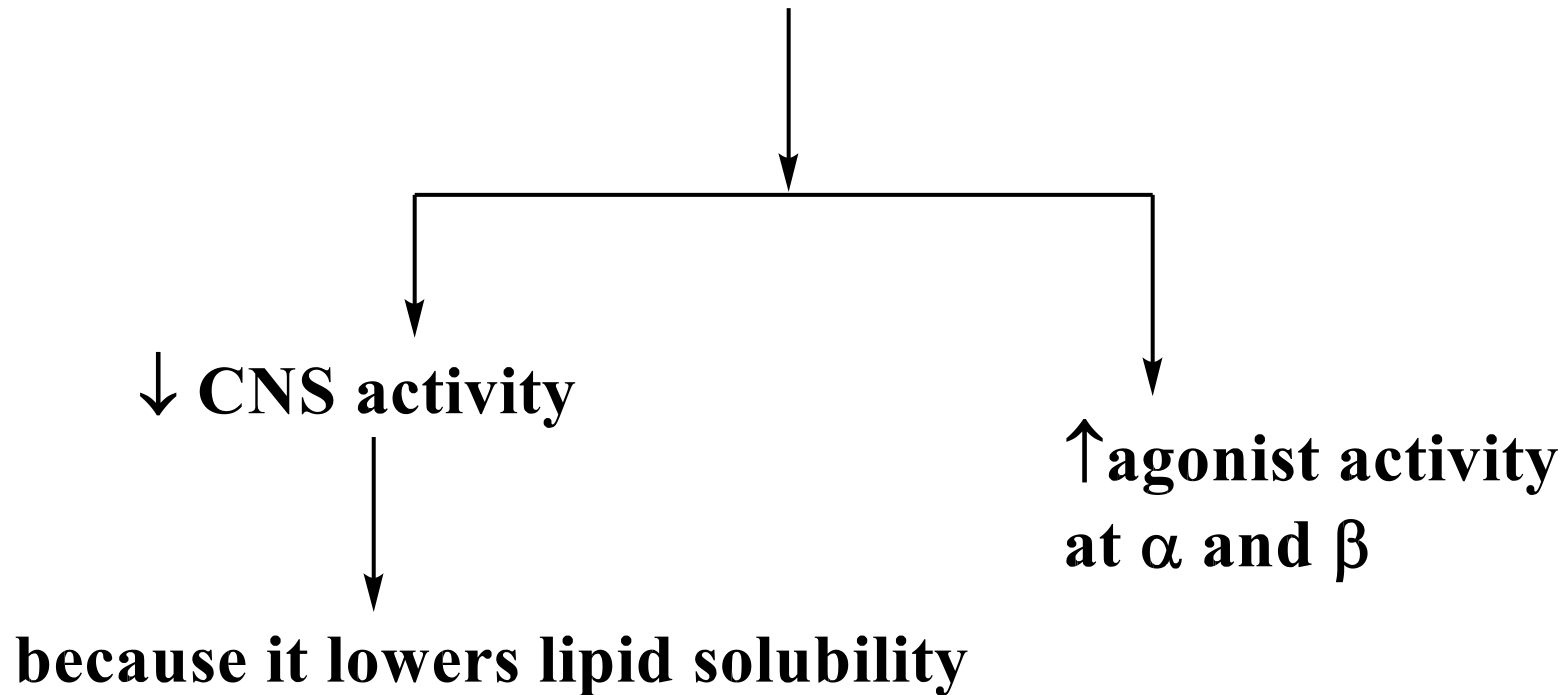 ↓ CNS activity
↑agonist activity
at α and β
because it lowers lipid solubility